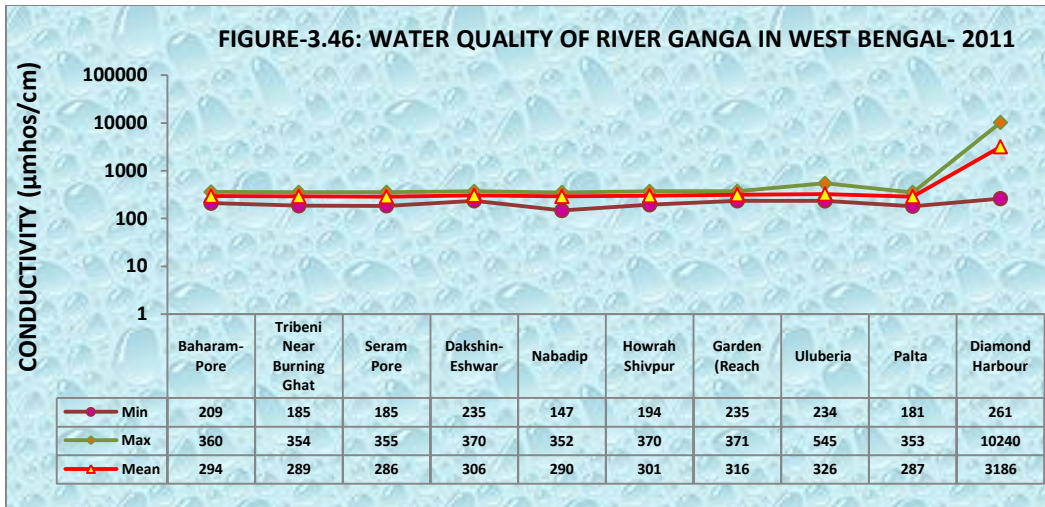 FIGURE-3.46: WATER QUALITY OF RIVER GANGA IN WEST BENGAL- 2011
CONDUCTIVITY (µmhos/cm)
100000
10000
1000
100
10
1
Baharam-
Pore
Tribeni
Near
Burning
Ghat
Seram
Pore
Dakshin-
Eshwar
Nabadip
Howrah
Shivpur
Garden
(Reach
Uluberia
Palta
Diamond
Harbour
Min 209 185 185 235 147 194 235 234 181 261
Max 360 354 355 370 352 370 371 545 353 10240
Mean 294 289 286 306 290 301 316 326 287 3186